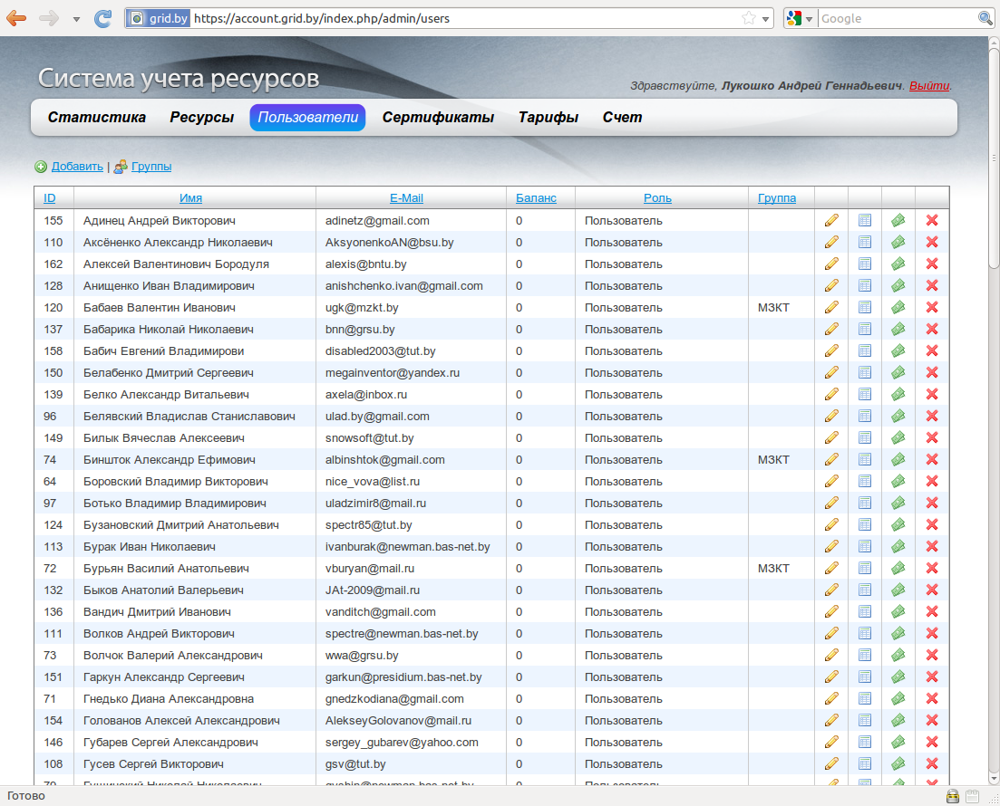 grid.by https://account.grid.by/index.php/admin/users Google
Система учета ресурсов
Здравствуйте, Лукошко Андрей Геннадьевич. Выйти.
Статистика Ресурсы Пользователи Сертификаты Тарифы Счет
Добавить | Группы
ID Имя E-Mail Баланс Роль Группа
155 Адинец Андрей Викторович adinetz@gmail.com 0 Пользователь
110 Аксёненко Александр Николаевич AksyonenkoAN@bsu.by 0 Пользователь
162 Алексей Валентинович Бородуля alexis@bntu.by 0 Пользователь
128 Анищенко Иван Владимирович anishchenko.ivan@gmail.com 0 Пользователь
120 Бабаев Валентин Иванович ugk@mzkt.by 0 Пользователь МЗКТ
137 Бабарика Николай Николаевич bnn@grsu.by 0 Пользователь
158 Бабич Евгений Владимирови disabled2003@tut.by 0 Пользователь
150 Белабенко Дмитрий Сергеевич megainventor@yandex.ru 0 Пользователь
139 Белко Александр Витальевич axela@inbox.ru 0 Пользователь
96 Белявский Владислав Станиславович ulad.by@gmail.com 0 Пользователь
149 Билык Вячеслав Алексеевич snowsoft@tut.by 0 Пользователь
74 Биншток Александр Ефимович albinshtok@gmail.com 0 Пользователь МЗКТ
64 Боровский Владимир Викторович nice_vova@list.ru 0 Пользователь
97 Ботько Владимир Владимирович uladzimir8@mail.ru 0 Пользователь
124 Бузановский Дмитрий Анатольевич spectr85@tut.by 0 Пользователь
113 Бурак Иван Николаевич ivanburak@newman.bas-net.by 0 Пользователь
72 Бурьян Василий Анатольевич vburyan@mail.ru 0 Пользователь МЗКТ
132 Быков Анатолий Валерьевич JAt-2009@mail.ru 0 Пользователь
136 Вандич Дмитрий Иванович vanditch@gmail.com 0 Пользователь
111 Волков Андрей Викторович spectre@newman.bas-net.by 0 Пользователь
73 Волчок Валерий Александрович wwa@grsu.by 0 Пользователь
151 Гаркун Александр Сергеевич garkun@presidium.bas-net.by 0 Пользователь
71 Гнедько Диана Александровна gnedzkodiana@gmail.com 0 Пользователь
154 Голованов Алексей Александрович AlekseyGolovanov@mail.ru 0 Пользователь
146 Губарев Сергей Александрович sergey_gubarev@yahoo.com 0 Пользователь
108 Гусев Сергей Викторович gsv@tut.by 0 Пользователь
Готово